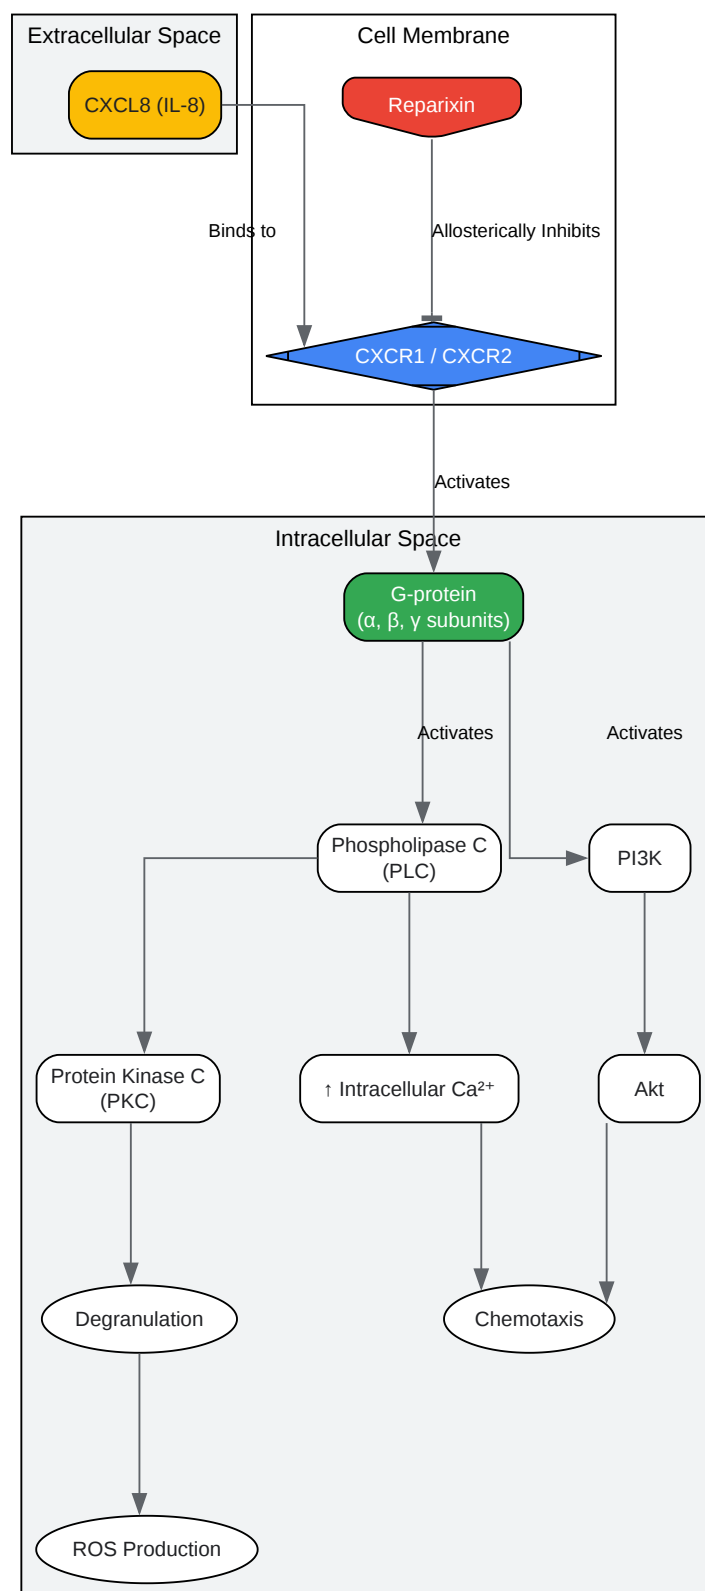 Extracellular Space
Cell Membrane
CXCL8 (IL-8)
Reparixin
Binds to
Allosterically Inhibits
CXCR1 / CXCR2
Activates
Intracellular Space
G-protein
(α, β, γ subunits)
Activates
Activates
Phospholipase C
(PLC)
PI3K
Protein Kinase C
(PKC)
↑ Intracellular Ca²⁺
Akt
Degranulation
Chemotaxis
ROS Production